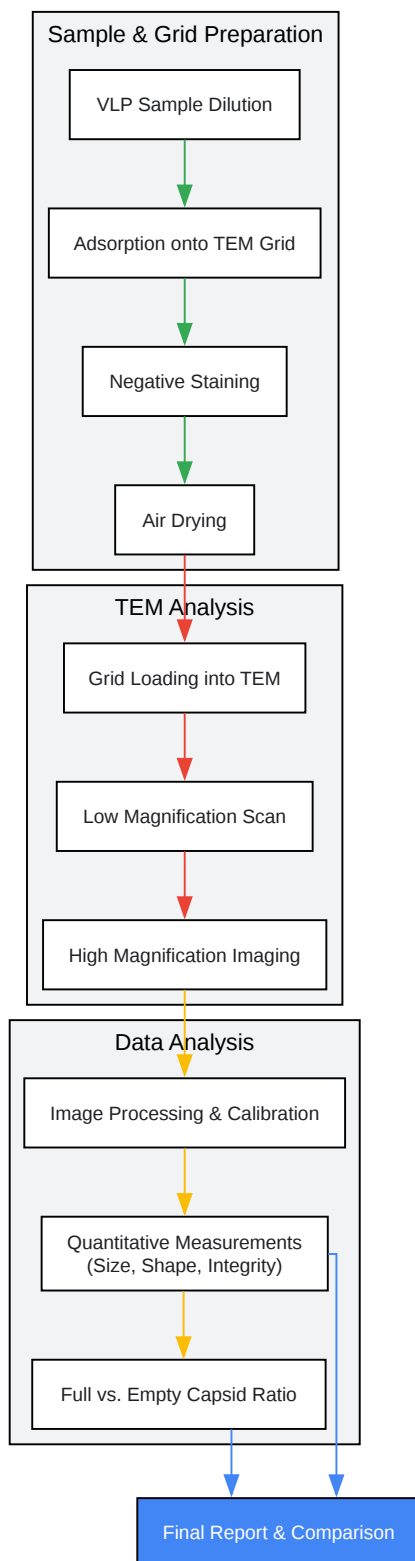 Sample & Grid Preparation
VLP Sample Dilution
Adsorption onto TEM Grid
Negative Staining
Air Drying
TEM Analysis
Grid Loading into TEM
Low Magnification Scan
High Magnification Imaging
Data Analysis
Image Processing & Calibration
Quantitative Measurements
(Size, Shape, Integrity)
Full vs. Empty Capsid Ratio
Final Report & Comparison